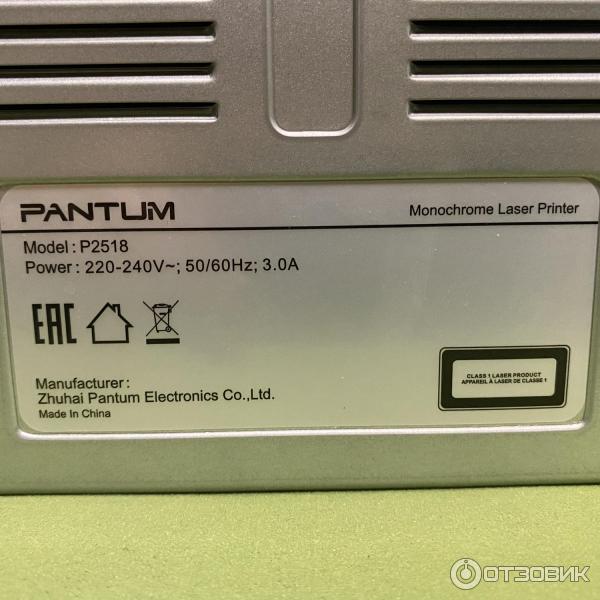 PANTUM
Monochrome Laser Printer
Model : P2518
Power : 220-240V~; 50/60Hz; 3.0A
EAC
CLASS 1 LASER PRODUCT
APPAREIL À LASER DE CLASSE 1
Manufacturer :
Zhuhai Pantum Electronics Co.,Ltd.
Made In China
ОТЗОВИК